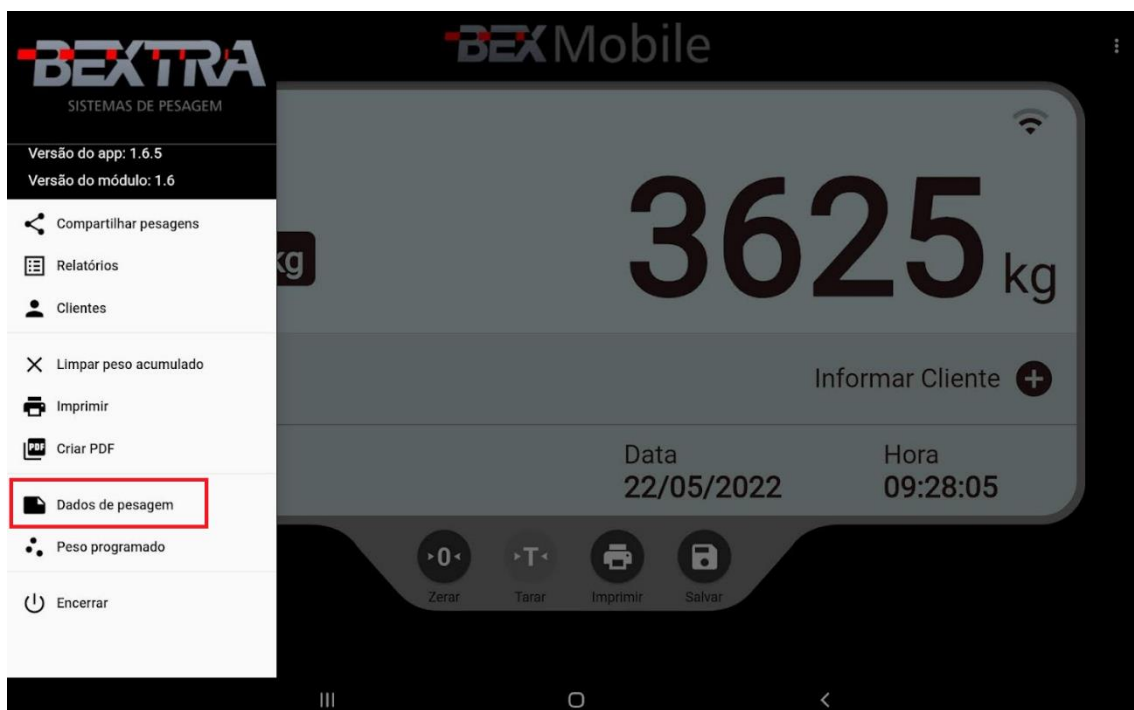 BEXTRA
SISTEMAS DE PESAGEM
Versão do app: 1.6.5
Versão do módulo: 1.6
Compartilhar pesagens
Relatórios
Clientes
Limpar peso acumulado
Imprimir
PDF Criar PDF
Dados de pesagem
Peso programado
Encerrar
BEX Mobile
kg
3625 kg
Informar Cliente
Data
22/05/2022
Hora
09:28:05
0
T
Zerar
Tarar
Imprimir
Salvar